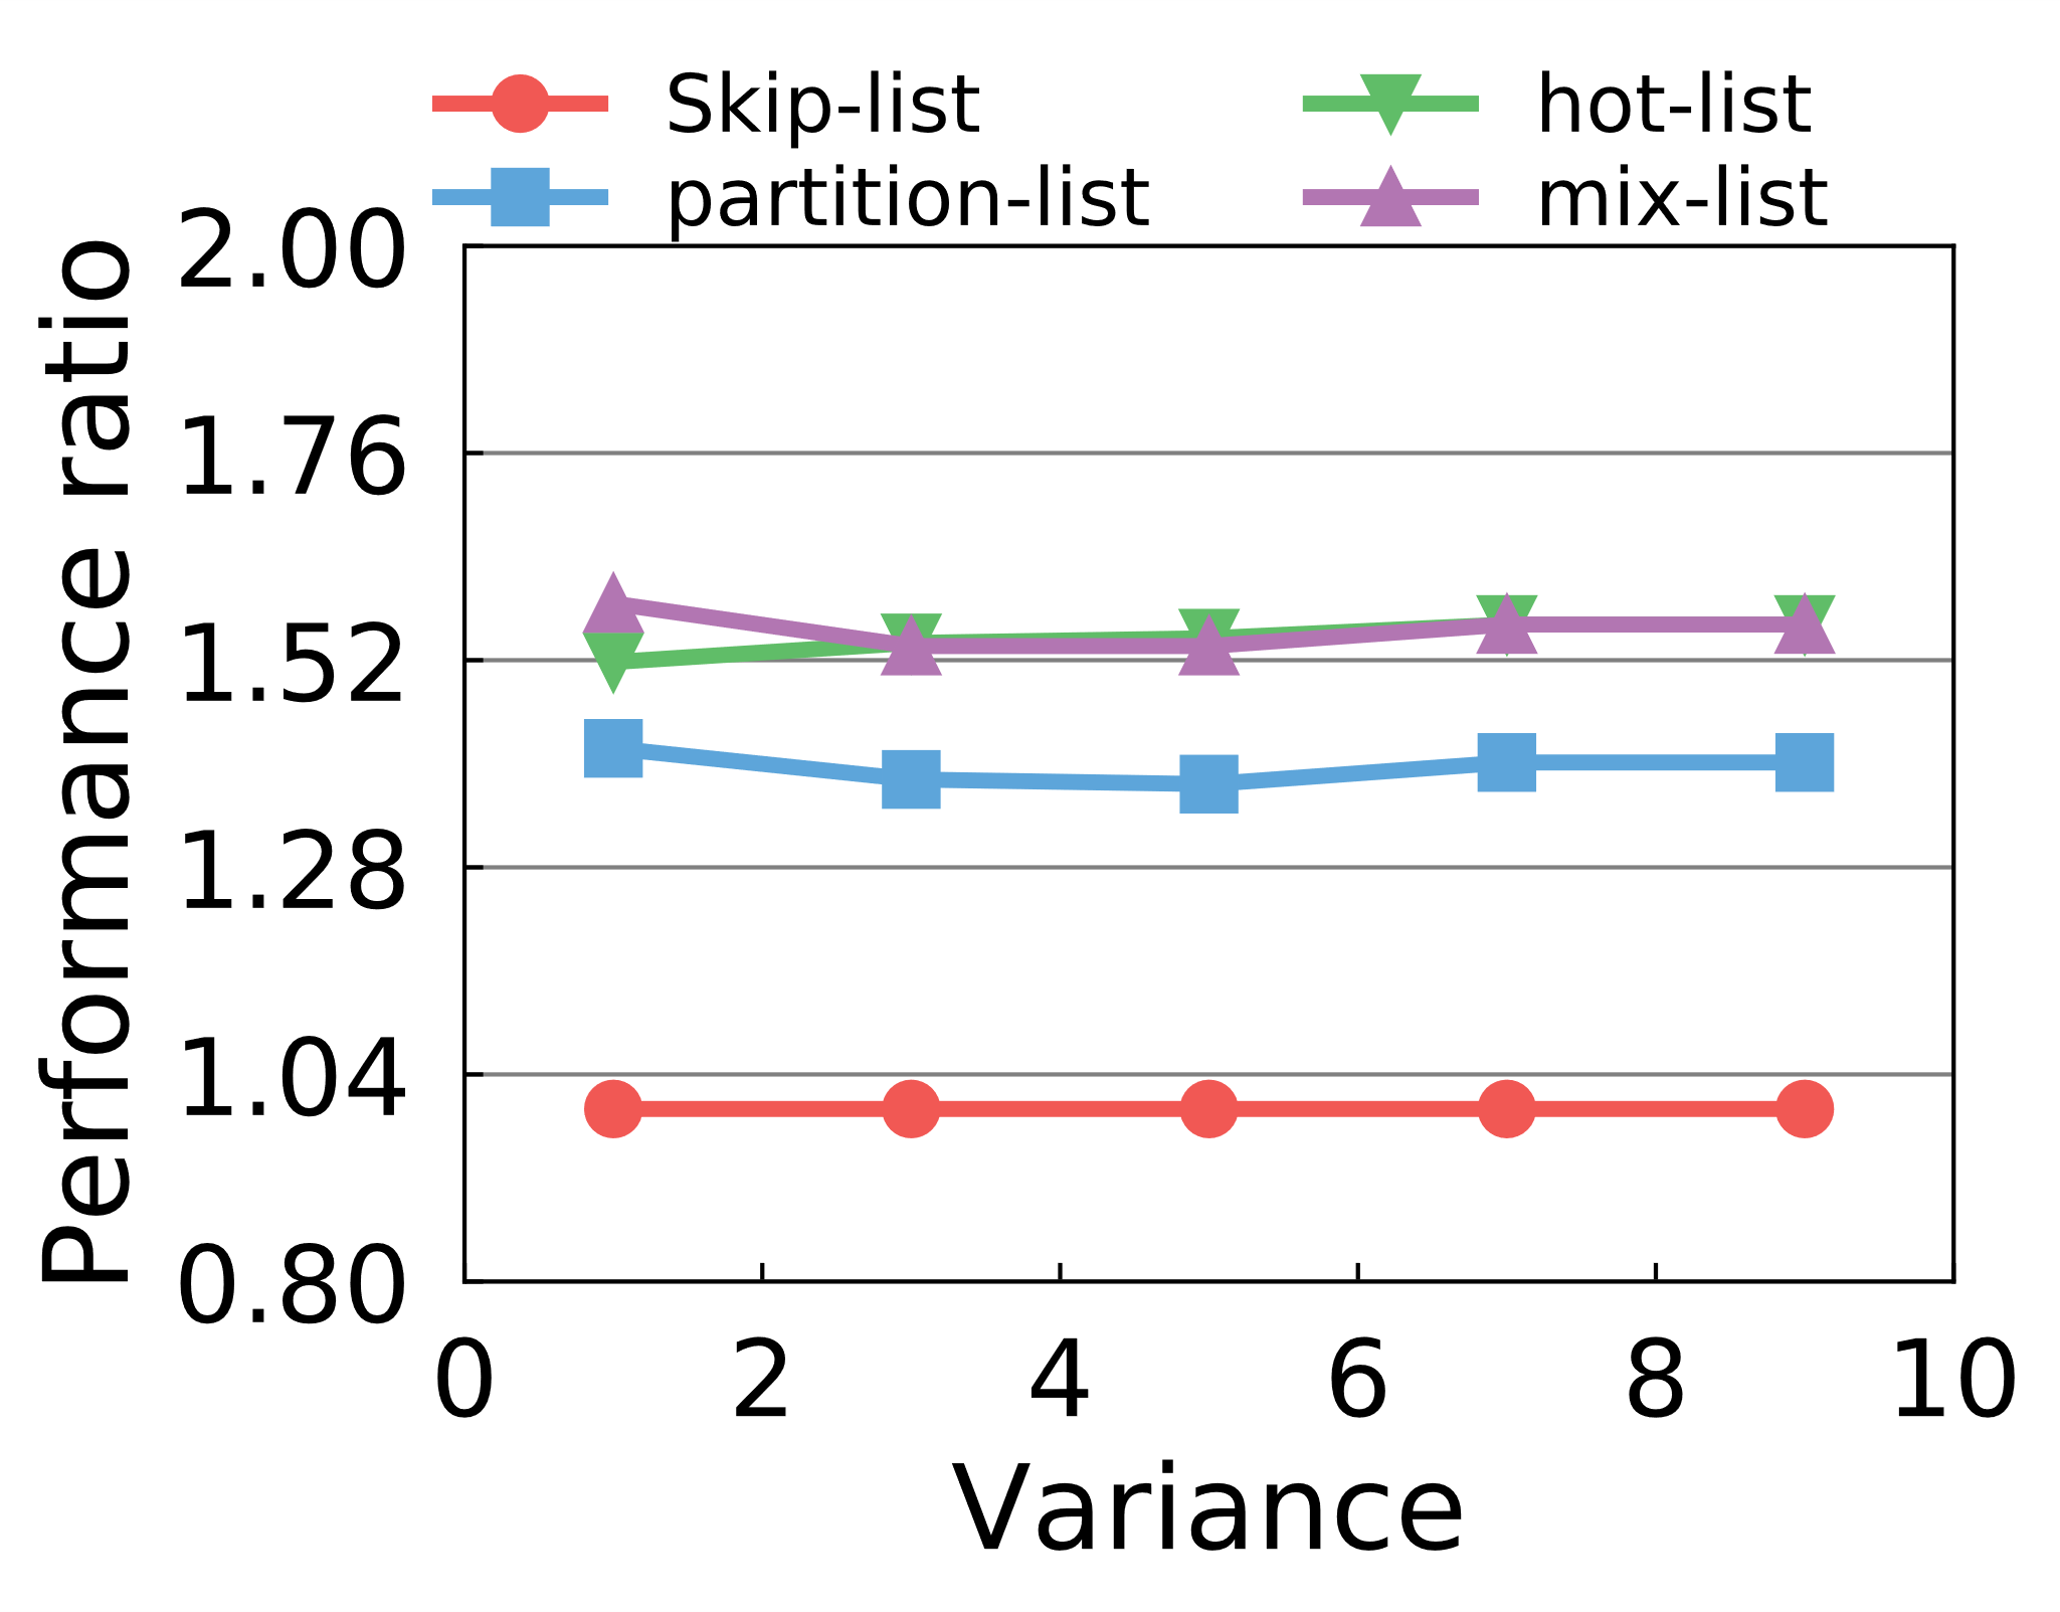 Skip-list
hot-list
partition-list
mix-list
Performance ratio
2.00
1.76
1.52
1.28
1.04
0.80
0 2 4 6 8 10
Variance